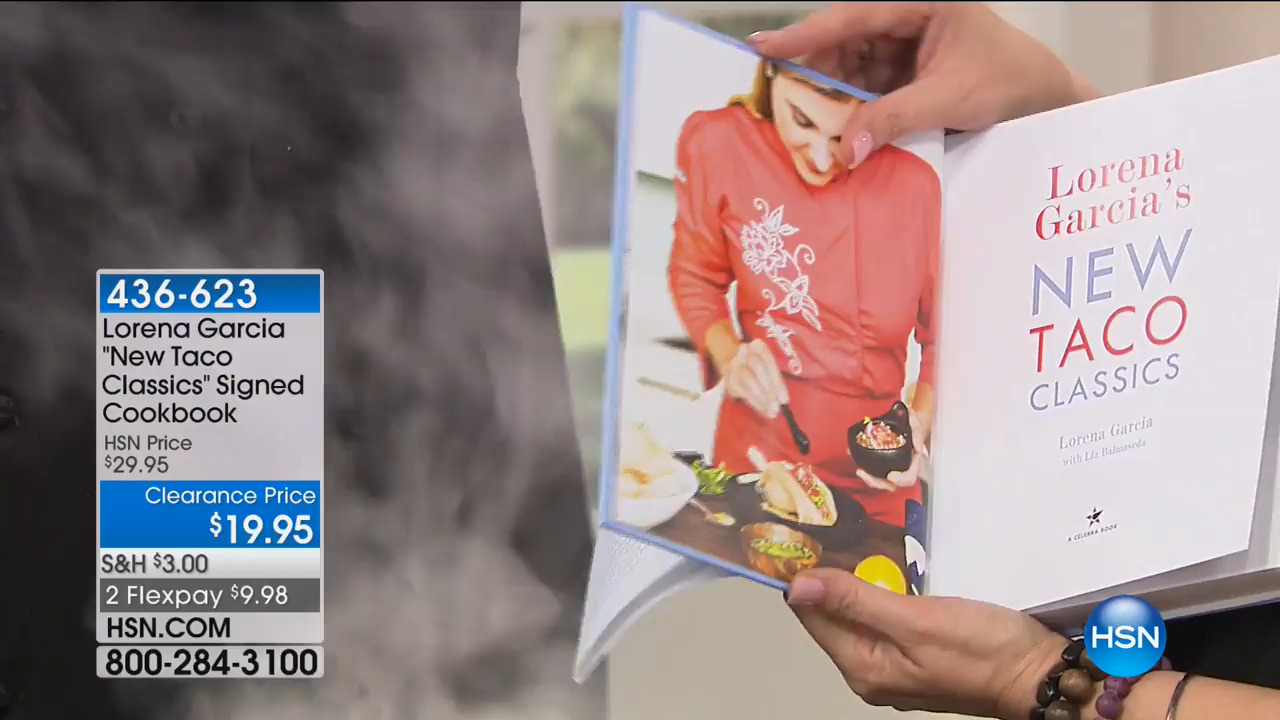 436-623
Lorena Garcia
"New Taco
Classics" Signed
Cookbook
HSN Price
$29.95
Clearance Price
$19.95
S&H $3.00
2 Flexpay $9.98
HSN.COM
800-284-3100
Lorena
Garcia's
NEW
TACO
CLASSICS
Lorena Garcia
with Liz Balmaseda
A CELEBRA BOOK
HSN